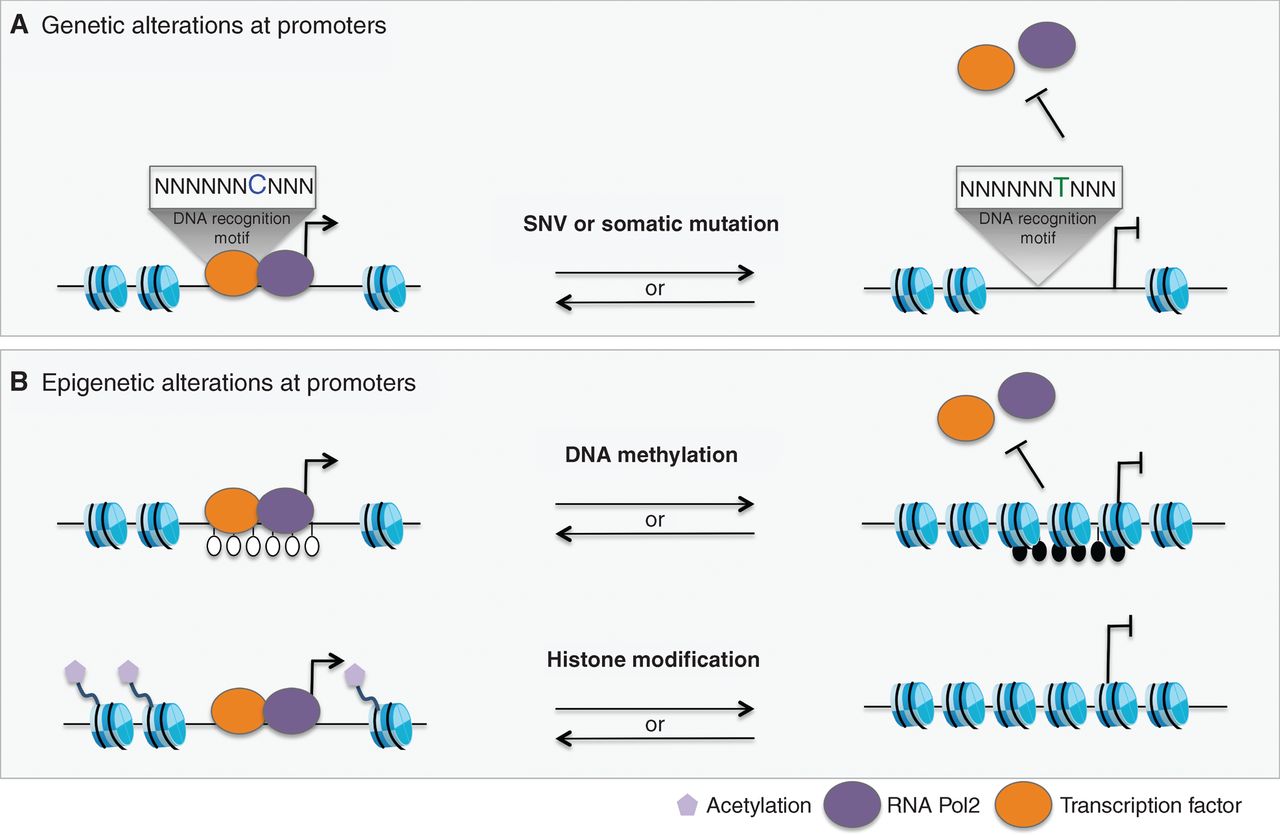 A Genetic alterations at promoters
NNNNNNCNNN
DNA recognition
motif
SNV or somatic mutation
or
NNNNNNTNNN
DNA recognition
motif
B Epigenetic alterations at promoters
DNA methylation
or
Histone modification
or
Acetylation RNA Pol2 Transcription factor